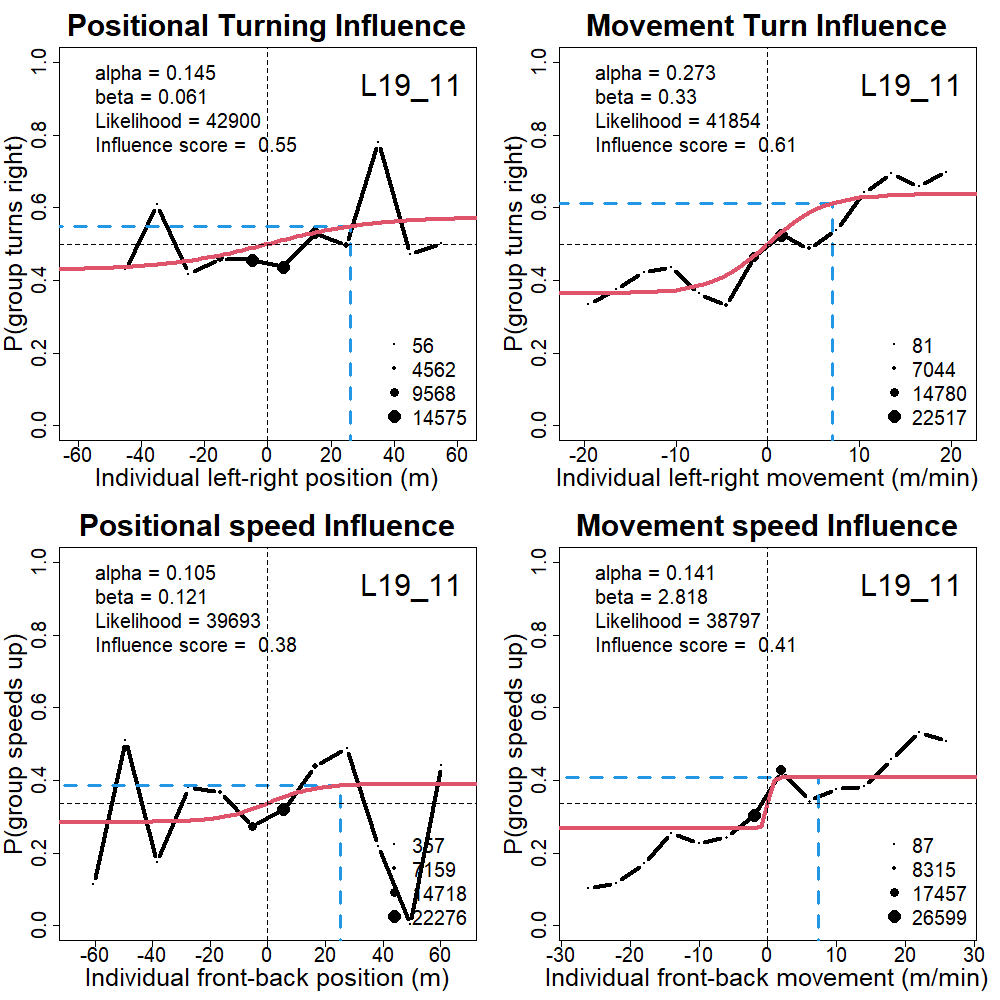 Positional Turning Influence
P(group turns right)
1.0
0.8
0.6
0.4
0.2
0.0
alpha = 0.145
beta = 0.061
Likelihood = 42900
Influence score = 0.55
L19_11
56
4562
9568
14575
-60 -40 -20 0 20 40 60
Individual left-right position (m)
Movement Turn Influence
P(group turns right)
1.0
0.8
0.6
0.4
0.2
0.0
alpha = 0.273
beta = 0.33
Likelihood = 41854
Influence score = 0.61
L19_11
81
7044
14780
22517
-20 -10 0 10 20
Individual left-right movement (m/min)
Positional speed Influence
P(group speeds up)
1.0
0.8
0.6
0.4
0.2
0.0
alpha = 0.105
beta = 0.121
Likelihood = 39693
Influence score = 0.38
L19_11
357
7159
14718
22276
-60 -40 -20 0 20 40 60
Individual front-back position (m)
Movement speed Influence
P(group speeds up)
1.0
0.8
0.6
0.4
0.2
0.0
alpha = 0.141
beta = 2.818
Likelihood = 38797
Influence score = 0.41
L19_11
87
8315
17457
26599
-30 -20 -10 0 10 20 30
Individual front-back movement (m/min)